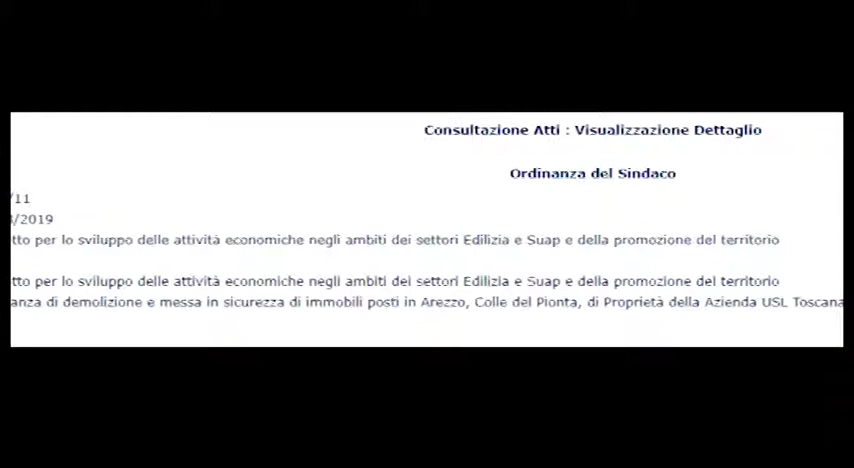 Consultazione Atti : Visualizzazione Dettaglio
Ordinanza del Sindaco
/11
/2019
tto per lo sviluppo delle attività economiche negli ambiti dei settori Edilizia e Suap e della promozione del territorio
tto per lo sviluppo delle attività economiche negli ambiti dei settori Edilizia e Suap e della promozione del territorio
anza di demolizione e messa in sicurezza di immobili posti in Arezzo, Colle del Pionta, di Proprietà della Azienda USL Toscana